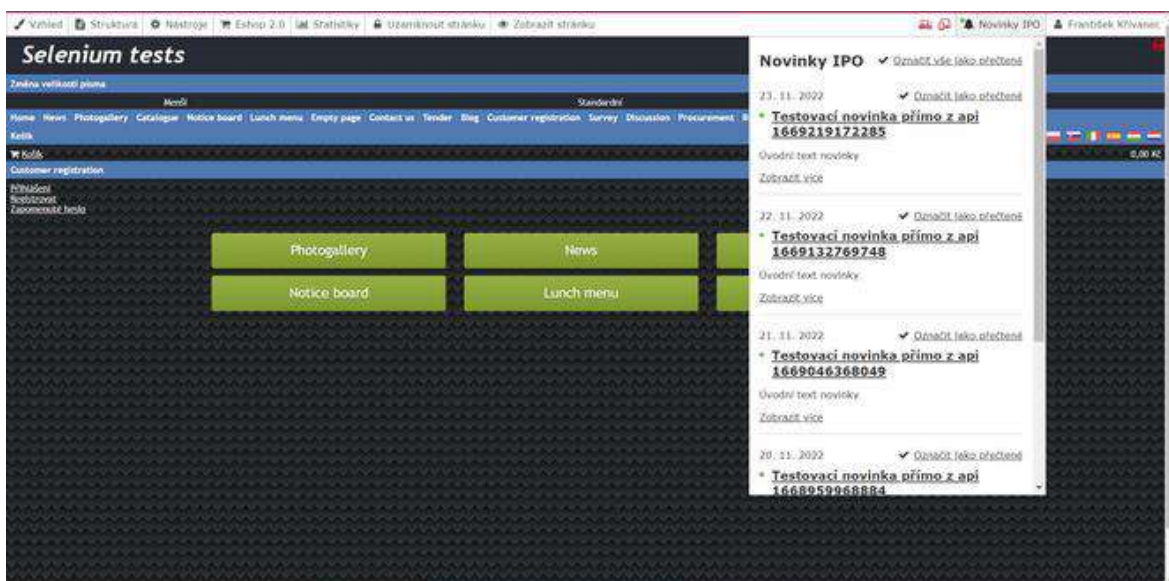 Vzhled Struktura Nástroje Eshop 2.0 Statistiky Uzamknout stránku Zobrazit stránku Novinky IPO František Křivanec
Selenium tests
Změna velikosti písma
Menší Standardní
Home News Photogallery Catalogue Notice board Lunch menu Empty page Contact us Tender Blog Customer registration Survey Discussion Procurement
Košík
Košík 0,00 Kč
Customer registration
Přihlášení
Registrovat
Zapomenuté heslo
Photogallery News
Notice board Lunch menu
Novinky IPO Označit vše jako přečtené
23. 11. 2022 Označit jako přečtené
Testovací novinka přímo z api
1669219172285
Úvodní text novinky
Zobrazit více
22. 11. 2022 Označit jako přečtené
Testovací novinka přímo z api
1669132769748
Úvodní text novinky
Zobrazit více
21. 11. 2022 Označit jako přečtené
Testovací novinka přímo z api
1669046368049
Úvodní text novinky
Zobrazit více
20. 11. 2022 Označit jako přečtené
Testovací novinka přímo z api
1668959968884